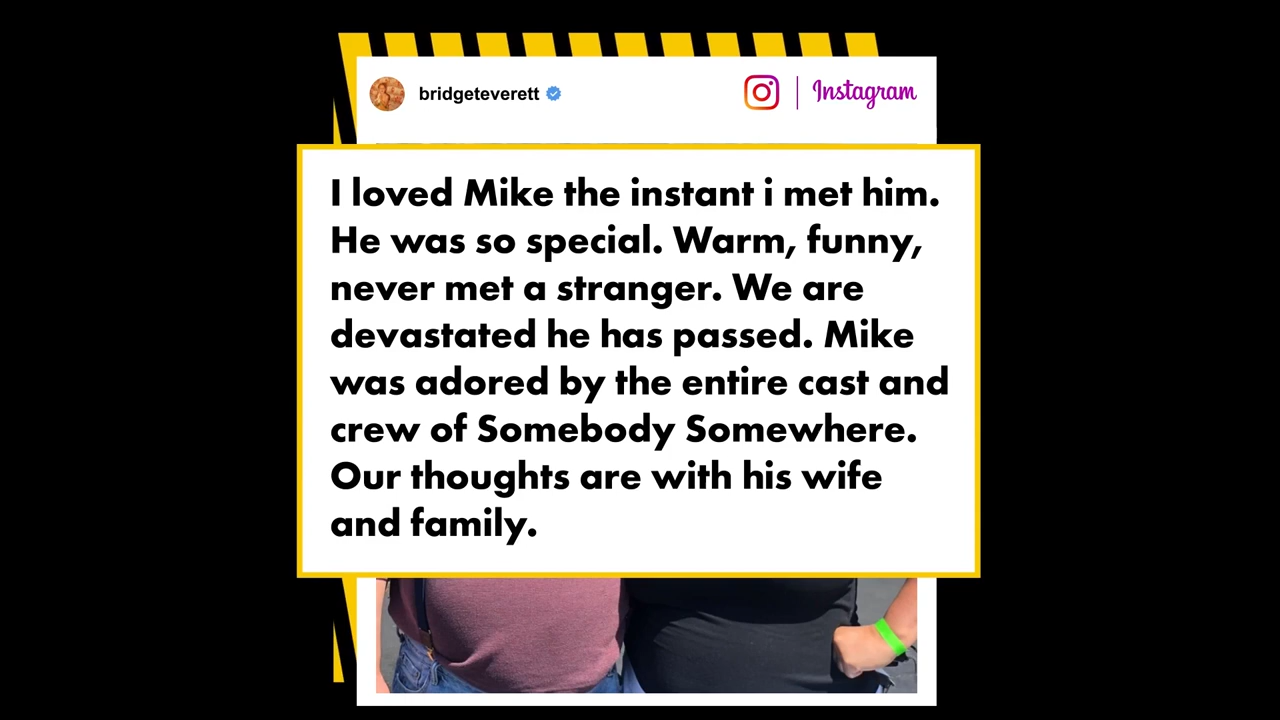 bridgeteverett
Instagram
I loved Mike the instant i met him.
He was so special. Warm, funny,
never met a stranger. We are
devastated he has passed. Mike
was adored by the entire cast and
crew of Somebody Somewhere.
Our thoughts are with his wife
and family.